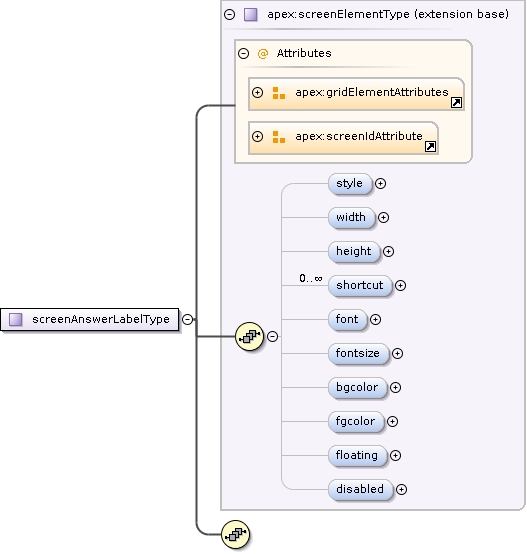 apex:screenElementType (extension base)
@ Attributes
apex:gridElementAttributes
apex:screenIdAttribute
style
width
height
0..∞
shortcut
screenAnswerLabelType
font
fontsize
bgcolor
fgcolor
floating
disabled